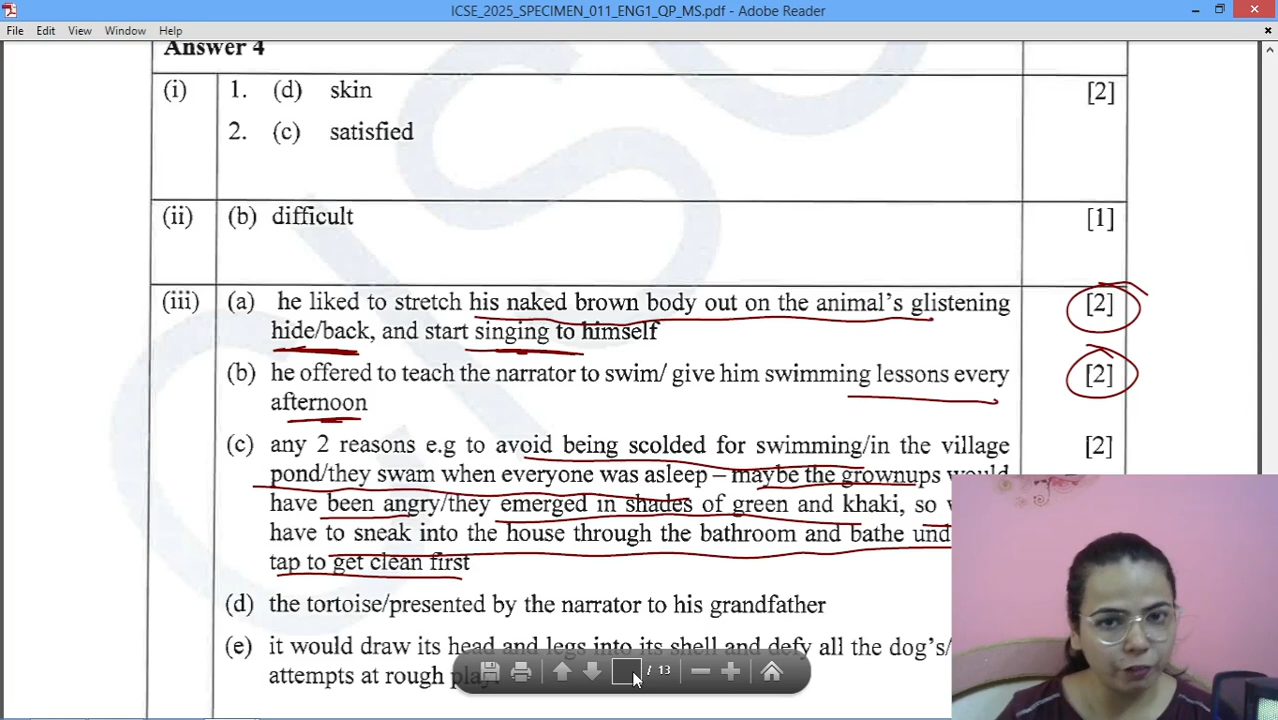 ICSE_2025_SPECIMEN_011_ENG1_QP_MS.pdf - Adobe Reader
File Edit View Window Help
Answer 4
(i) 1. (d) skin [2]
2. (c) satisfied
(ii) (b) difficult [1]
(iii) (a) he liked to stretch his naked brown body out on the animal's glistening [2]
hide/back, and start singing to himself
(b) he offered to teach the narrator to swim/ give him swimming lessons every [2]
afternoon
(c) any 2 reasons e.g to avoid being scolded for swimming/in the village [2]
pond/they swam when everyone was asleep – maybe the grownups would
have been angry/they emerged in shades of green and khaki, so
have to sneak into the house through the bathroom and bathe
tap to get clean first
(d) the tortoise/presented by the narrator to his grandfather
(e) it would draw its head and legs into its shell and defy all the dog's/
attempts at rough play
/ 13